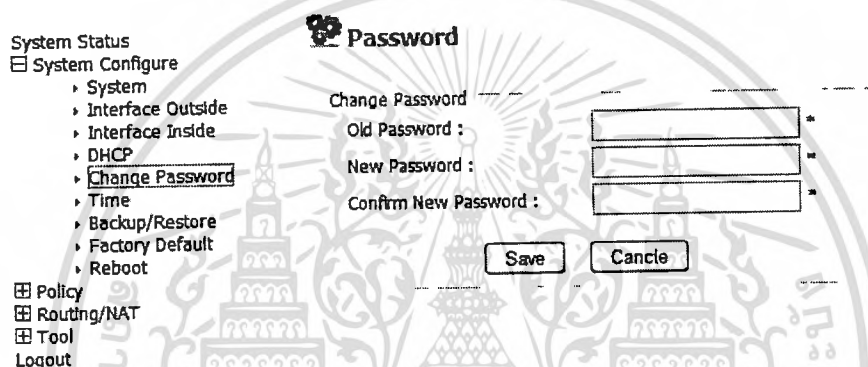 System Status
System Configure
System
Interface Outside
Interface Inside
DHCP
Change Password
Time
Backup/Restore
Factory Default
Reboot
Policy
Routing/NAT
Tool
Logout
Password
Change Password
Old Password : *
New Password : *
Confirm New Password : *
Save Cancle